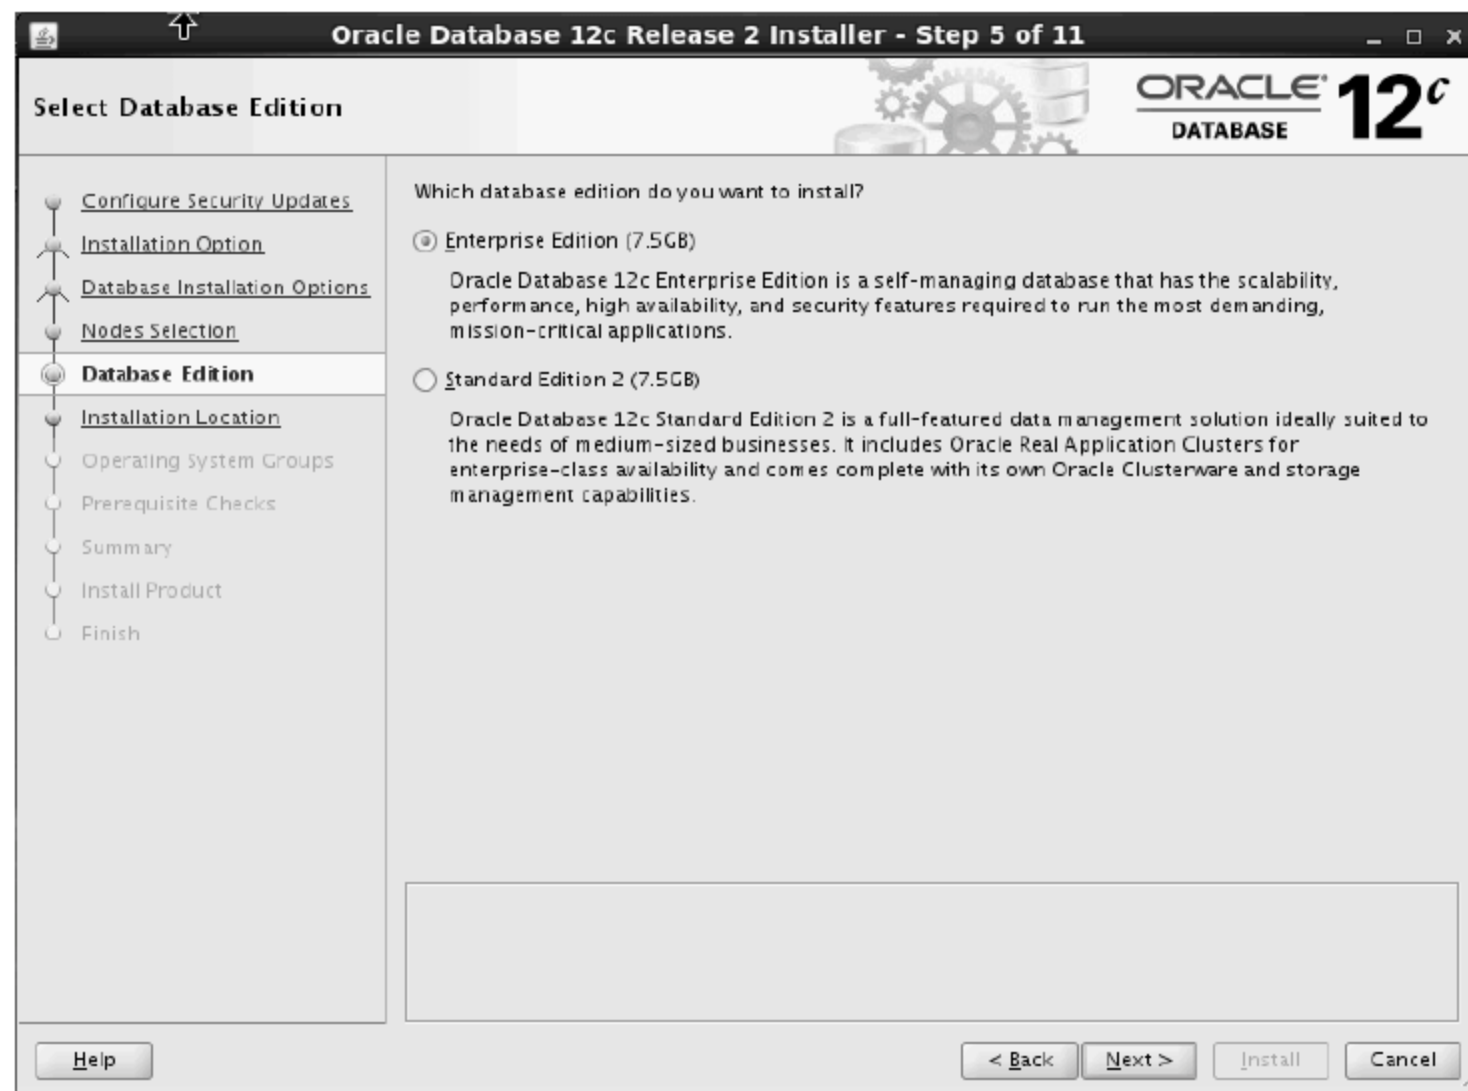 Oracle Database 12c Release 2 Installer - Step 5 of 11
Select Database Edition
ORACLE
DATABASE
12c
Configure Security Updates
Installation Option
Database Installation Options
Nodes Selection
Database Edition
Installation Location
Operating System Groups
Prerequisite Checks
Summary
Install Product
Finish
Which database edition do you want to install?
Enterprise Edition (7.5GB)
Oracle Database 12c Enterprise Edition is a self-managing database that has the scalability,
performance, high availability, and security features required to run the most demanding,
mission-critical applications.
Standard Edition 2 (7.5GB)
Oracle Database 12c Standard Edition 2 is a full-featured data management solution ideally suited to
the needs of medium-sized businesses. It includes Oracle Real Application Clusters for
enterprise-class availability and comes complete with its own Oracle Clusterware and storage
management capabilities.
Help
< Back
Next >
Install
Cancel